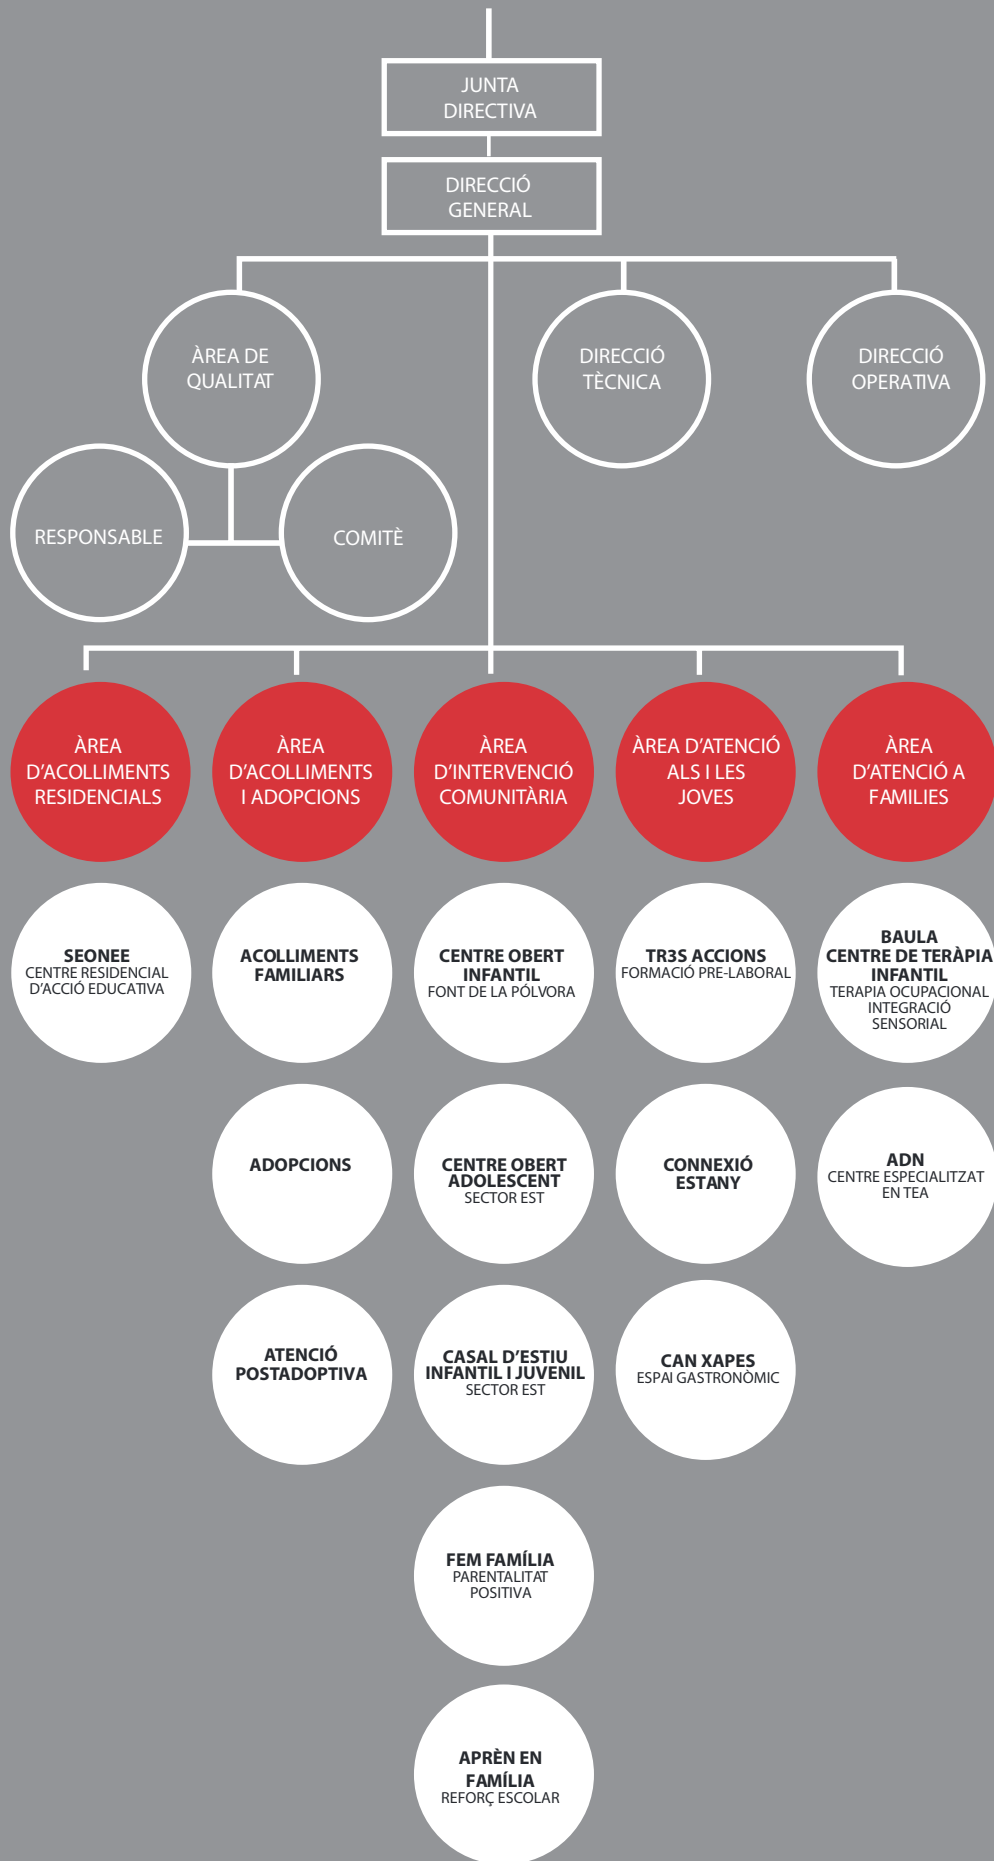 JUNTA
DIRECTIVA
DIRECCIÓ
GENERAL
ÀREA DE
QUALITAT
DIRECCIÓ
TÈCNICA
DIRECCIÓ
OPERATIVA
RESPONSABLE
COMITÈ
ÀREA
D’ACOLLIMENTS
RESIDENCIALS
ÀREA
D’ACOLLIMENTS
I ADOPCIONS
ÀREA
D’INTERVENCIÓ
COMUNITÀRIA
ÀREA D’ATENCIÓ
ALS I LES
JOVES
ÀREA
D’ATENCIÓ A
FAMILIES
SEONEE
CENTRE RESIDENCIAL
D’ACCIÓ EDUCATIVA
ACOLLIMENTS
FAMILIARS
CENTRE OBERT
INFANTIL
FONT DE LA PÓLVORA
TR3S ACCIONS
FORMACIÓ PRE-LABORAL
BAULA
CENTRE DE TERÀPIA
INFANTIL
TERAPIA OCUPACIONAL
INTEGRACIÓ
SENSORIAL
ADOPCIONS
CENTRE OBERT
ADOLESCENT
SECTOR EST
CONNEXIÓ
ESTANY
ADN
CENTRE ESPECIALITZAT
EN TEA
ATENCIÓ
POSTADOPTIVA
CASAL D’ESTIU
INFANTIL I JUVENIL
SECTOR EST
CAN XAPES
ESPAI GASTRONÒMIC
FEM FAMÍLIA
PARENTALITAT
POSITIVA
APRÈN EN
FAMÍLIA
REFORÇ ESCOLAR